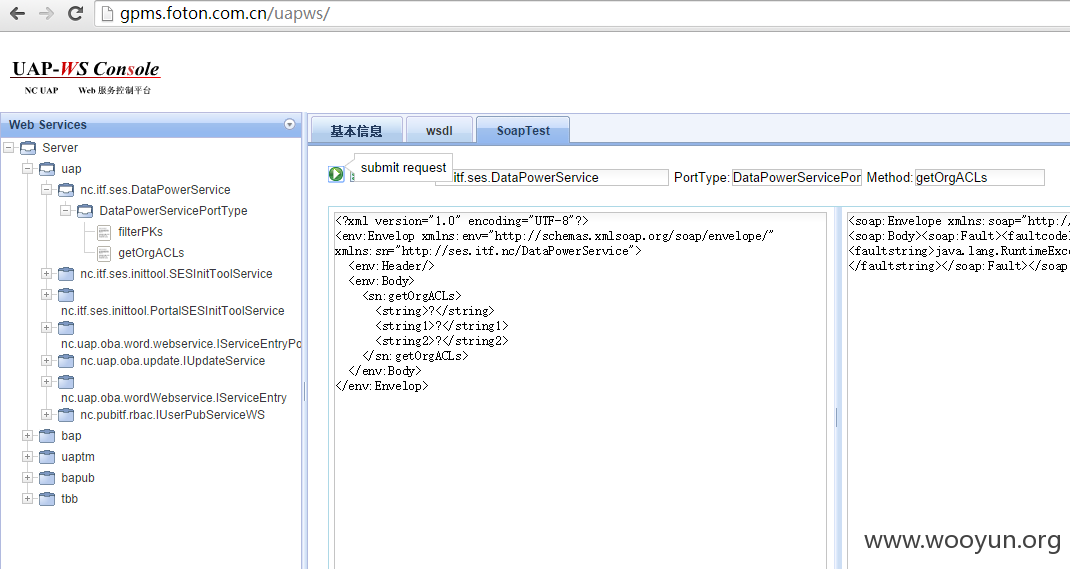 gpms.foton.com.cn/uapws/
UAP-WS Console
NC UAP Web 服务控制平台
Web Services
Server
uap
nc.itf.ses.DataPowerService
DataPowerServicePortType
filterPKs
getOrgACLs
nc.itf.ses.inittool.SESInitToolService
nc.itf.ses.inittool.PortalSESInitToolService
nc.uap.oba.word.webservice.IServiceEntryPo
nc.uap.oba.update.IUpdateService
nc.uap.oba.wordWebservice.IServiceEntry
nc.pubitf.rbac.IUserPubServiceWS
bap
uaptm
bapub
tbb
基本信息 wsdl SoapTest
submit request
itf.ses.DataPowerService PortType: DataPowerServicePor Method: getOrgACLs
<?xml version="1.0" encoding="UTF-8"?>
<env:Envelop xmlns:env="http://schemas.xmlsoap.org/soap/envelope/"
xmlns:sn="http://ses.itf.nc/DataPowerService">
<env:Header/>
<env:Body>
<sn:getOrgACLs>
<string>?</string>
<string1>?</string1>
<string2>?</string2>
</sn:getOrgACLs>
</env:Body>
</env:Envelop>
<soap:Envelope xmlns:soap="http:/
<soap:Body><soap:Fault><faultcode
<faultstring>java.lang.RuntimeExc
</faultstring></soap:Fault></soap
www.wooyun.org